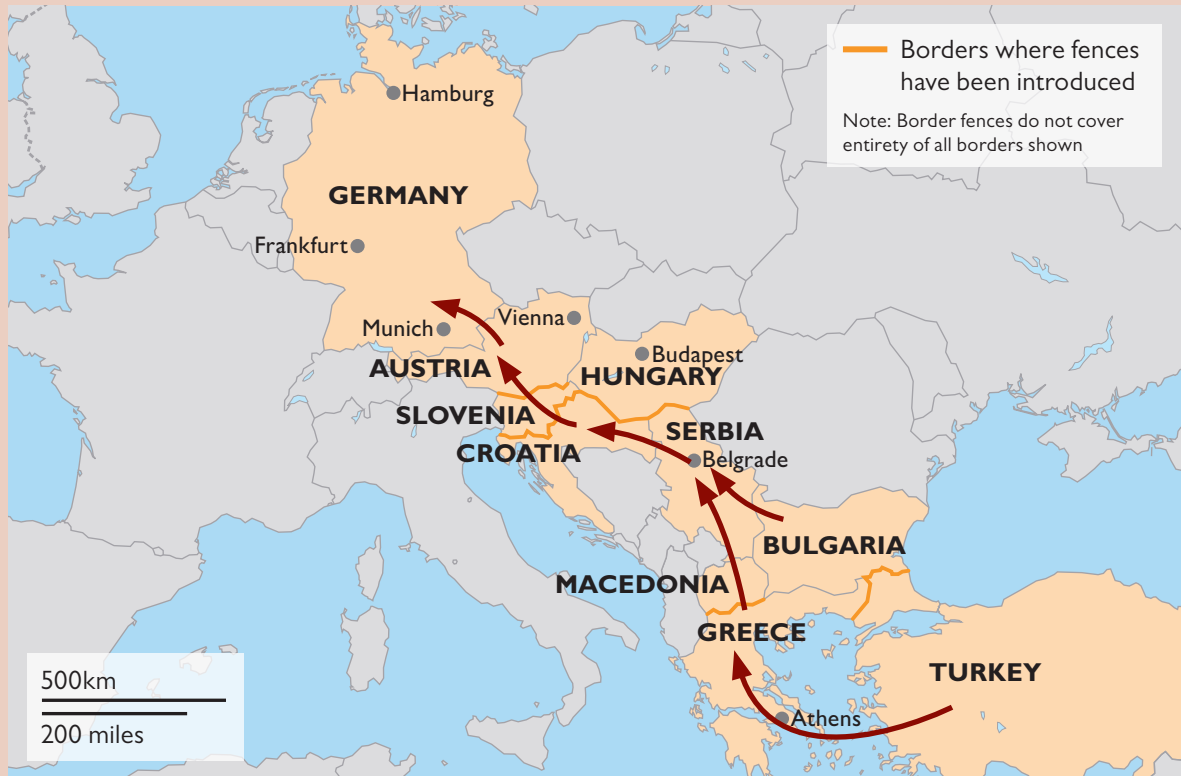 Borders where fences
have been introduced
Note: Border fences do not cover
entirety of all borders shown
Hamburg
GERMANY
Frankfurt
Munich
Vienna
AUSTRIA
Budapest
HUNGARY
SLOVENIA
CROATIA
SERBIA
Belgrade
BULGARIA
MACEDONIA
GREECE
TURKEY
Athens
500km
200 miles